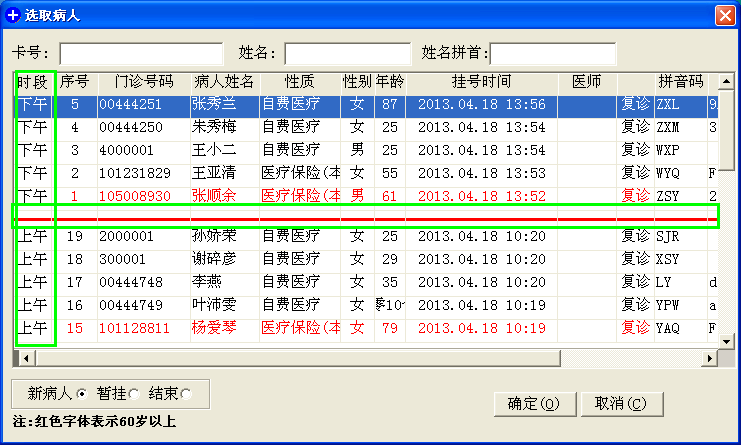 选取病人
卡号: 姓名: 姓名拼首:
时段 序号 门诊号码 病人姓名 性质 性别 年龄 挂号时间 医师 拼音码
下午 5 00444251 张秀兰 自费医疗 女 87 2013.04.18 13:56 复诊 ZXL 9
下午 4 00444250 朱秀梅 自费医疗 女 25 2013.04.18 13:54 复诊 ZXM 3
下午 3 4000001 王小二 自费医疗 男 25 2013.04.18 13:54 复诊 WXP
下午 2 101231829 王亚清 医疗保险(本 女 55 2013.04.18 13:53 复诊 WYQ F
下午 1 105008930 张顺余 医疗保险(本 男 61 2013.04.18 13:52 复诊 ZSY 2
上午 19 2000001 孙娇荣 自费医疗 女 25 2013.04.18 10:20 复诊 SJR
上午 18 300001 谢碎彦 自费医疗 女 29 2013.04.18 10:20 复诊 XSY
上午 17 00444748 李燕 自费医疗 女 35 2013.04.18 10:20 复诊 LY d
上午 16 00444749 叶沛雯 自费医疗 女 10 2013.04.18 10:19 复诊 YPW a
上午 15 101128811 杨爱琴 医疗保险(本 女 79 2013.04.18 10:19 复诊 YAQ F
新病人 暂挂 结束
确定(O) 取消(C)
注:红色字体表示60岁以上